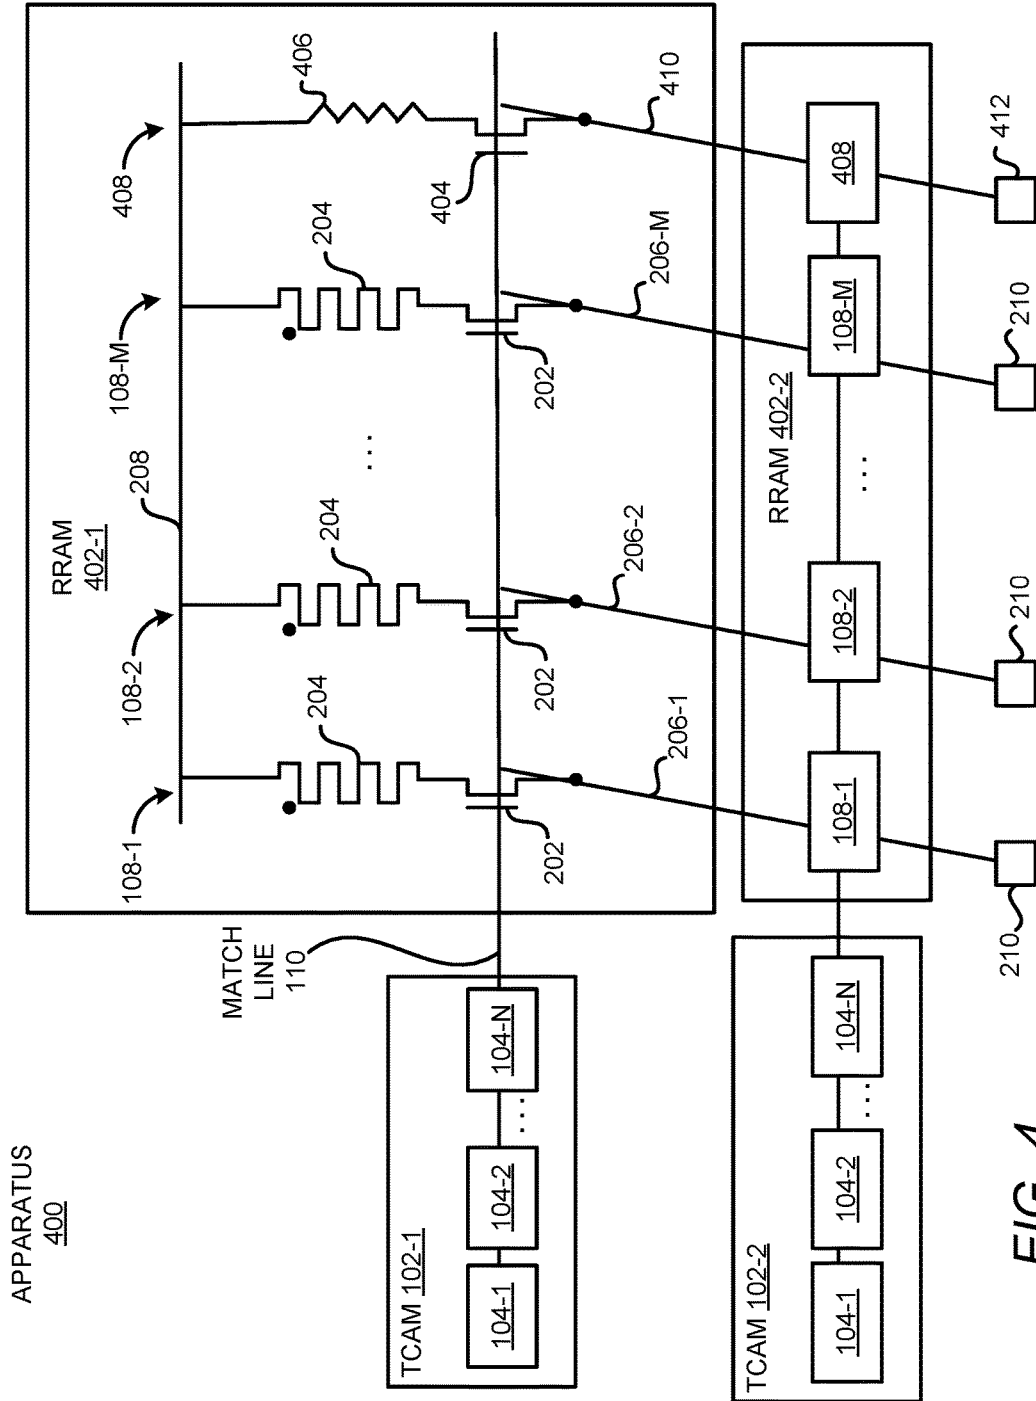 APPARATUS
400
RRAM
402-1
108-1
108-2
208
108-M
408
204
204
204
406
202
202
202
404
206-1
206-2
206-M
410
MATCH
LINE
110
TCAM 102-1
104-1
104-2
....
104-N
...
TCAM 102-2
104-1
104-2
....
104-N
RRAM 402-2
108-1
108-2
...
108-M
408
210
210
210
412
FIG. 4